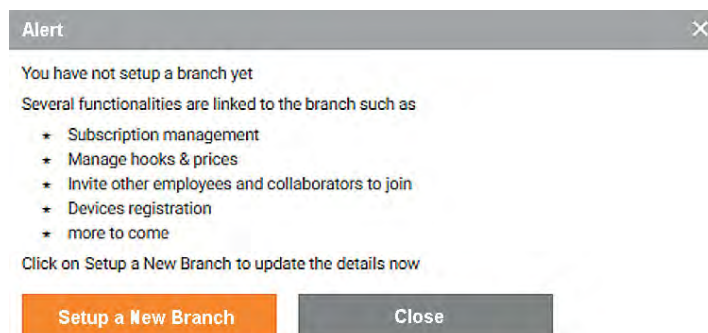 Alert
You have not setup a branch yet
Several functionalities are linked to the branch such as
★ Subscription management
★ Manage hooks & prices
★ Invite other employees and collaborators to join
★ Devices registration
★ more to come
Click on Setup a New Branch to update the details now
Setup a New Branch
Close